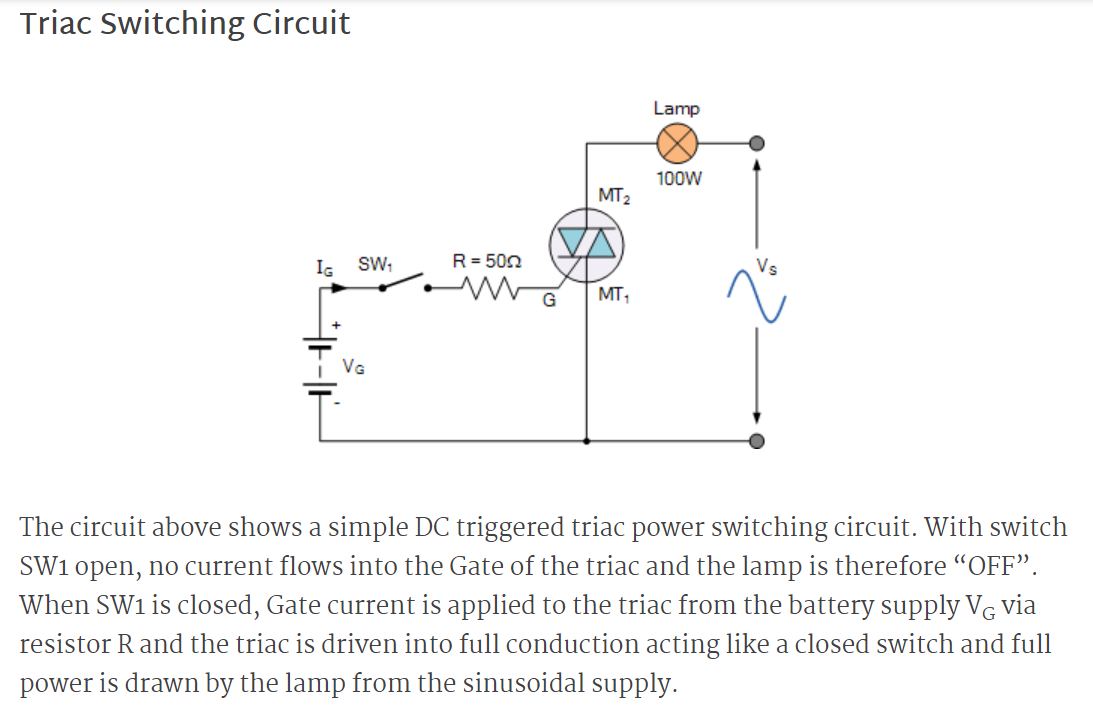 Triac Switching Circuit
Lamp
100W
MT₂
I_G SW₁ R = 50Ω
V_S
G MT₁
+
V_G
-
The circuit above shows a simple DC triggered triac power switching circuit. With switch
SW1 open, no current flows into the Gate of the triac and the lamp is therefore “OFF”.
When SW1 is closed, Gate current is applied to the triac from the battery supply V_G via
resistor R and the triac is driven into full conduction acting like a closed switch and full
power is drawn by the lamp from the sinusoidal supply.